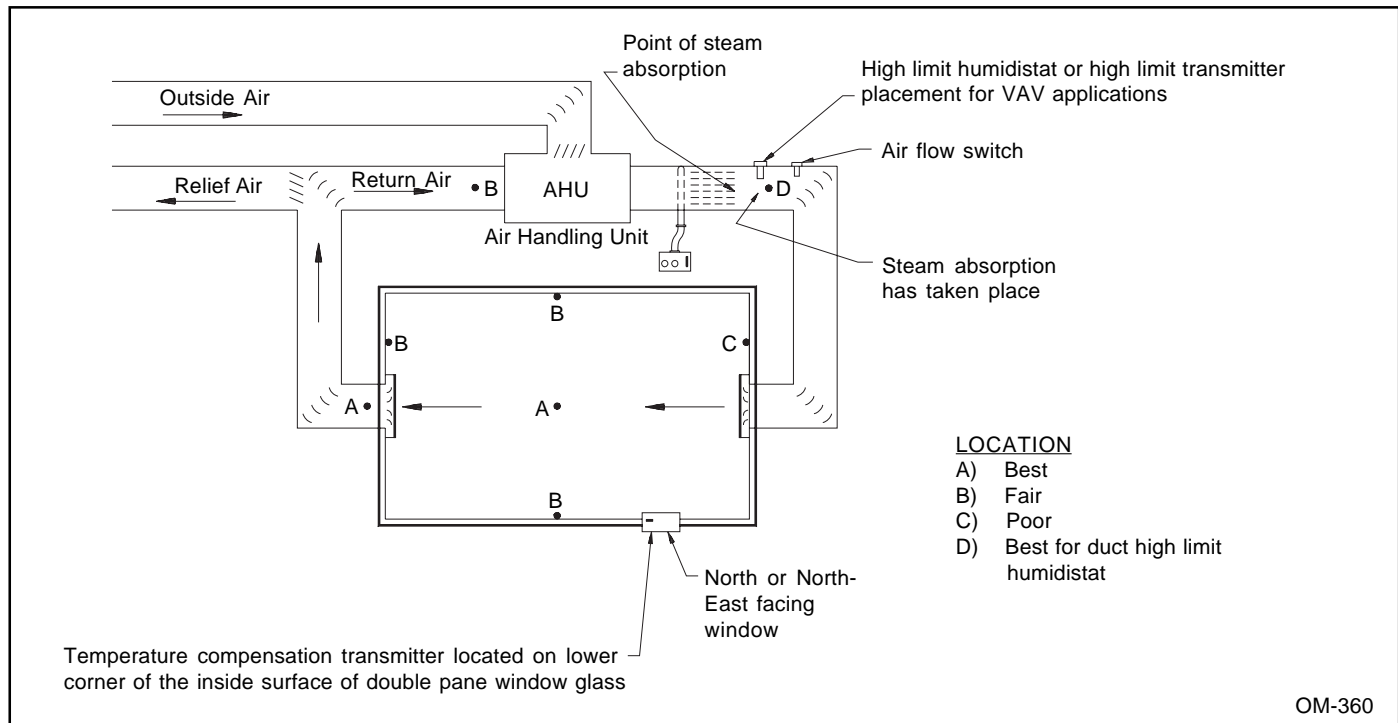 Point of steam
absorption
High limit humidistat or high limit transmitter
placement for VAV applications
Outside Air
Air flow switch
Relief Air
Return Air
B
AHU
D
Air Handling Unit
Steam absorption
has taken place
B
B
C
A
A
B
LOCATION
A) Best
B) Fair
C) Poor
D) Best for duct high limit
humidistat
North or North-
East facing
window
Temperature compensation transmitter located on lower
corner of the inside surface of double pane window glass
OM-360